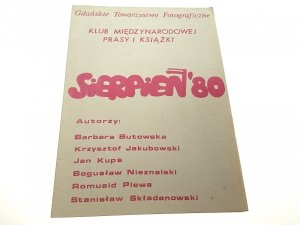 Gdańskie Towarzystwo Fotograficzne
KLUB MIĘDZYNARODOWEJ
PRASY I KSIĄŻKI
SIERPIEŃ '80
Autorzy:
Barbara Butowska
Krzysztof Jakubowski
Jan Kups
Bogusław Nieznalski
Romuald Plewa
Stanisław Składanowski